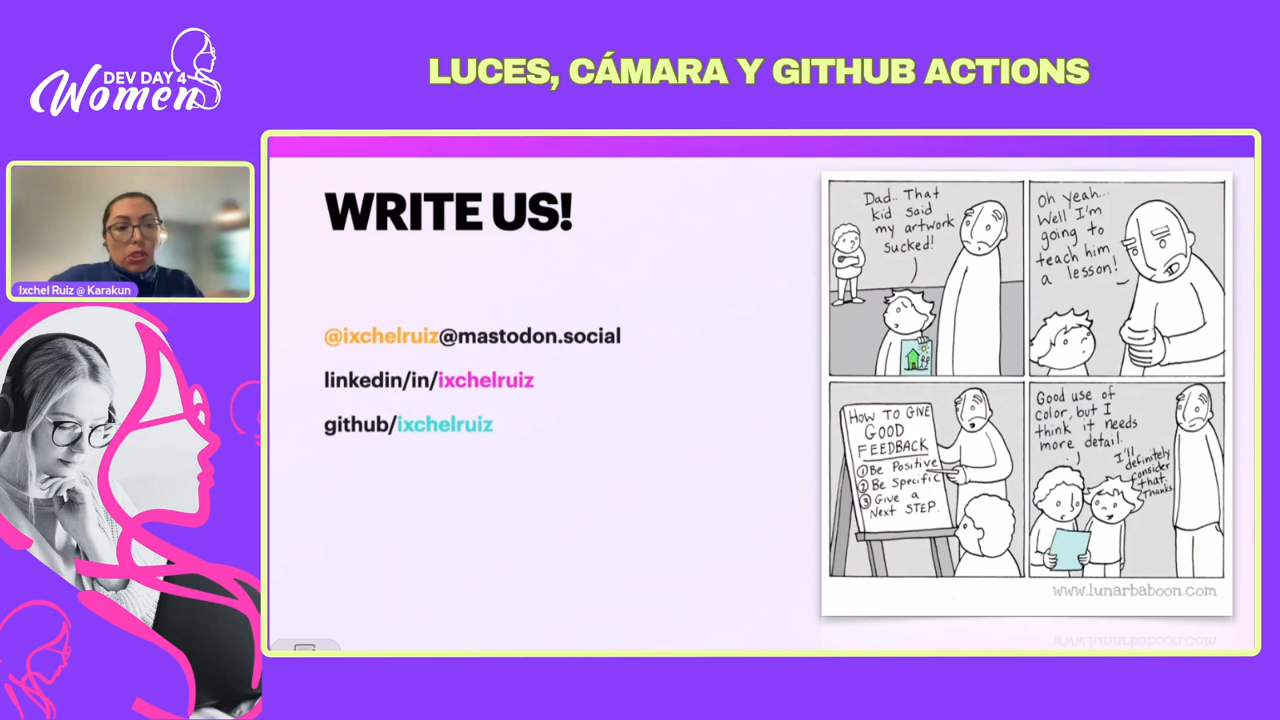 DEV DAY 4
Women
LUCES, CÁMARA Y GITHUB ACTIONS
Ixchel Ruiz @ Karakun
WRITE US!
@ixchelruiz@mastodon.social
linkedin/in/ixchelruiz
github/ixchelruiz
Dad.. That
kid said
my artwork
sucked!
Oh yeah...
Well I'm
going to
teach him
a lesson!
HOW TO GIVE
GOOD
FEEDBACK
① Be Positive
② Be Specific
③ Give a
Next STEP.
Good use of
color, but I
think it needs
more detail.
I'll
definitely
consider
that.
Thanks.
www.lunarbaboon.com